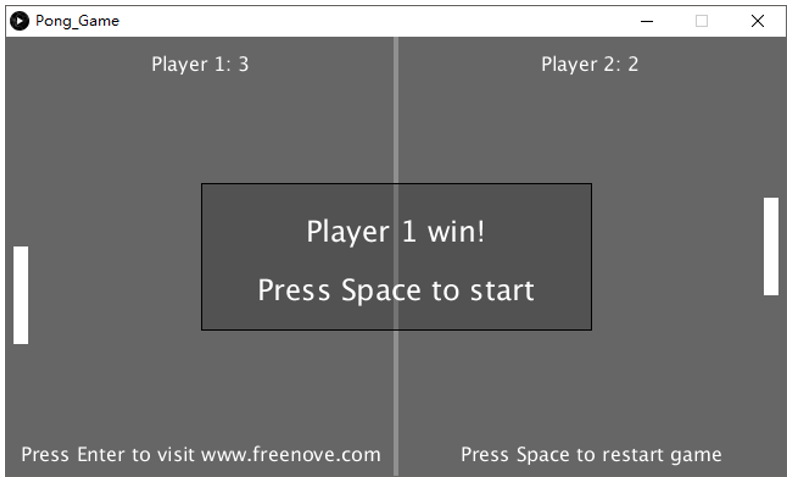 Pong_Game
Player 1: 3
Player 2: 2
Player 1 win!
Press Space to start
Press Enter to visit www.freenove.com
Press Space to restart game